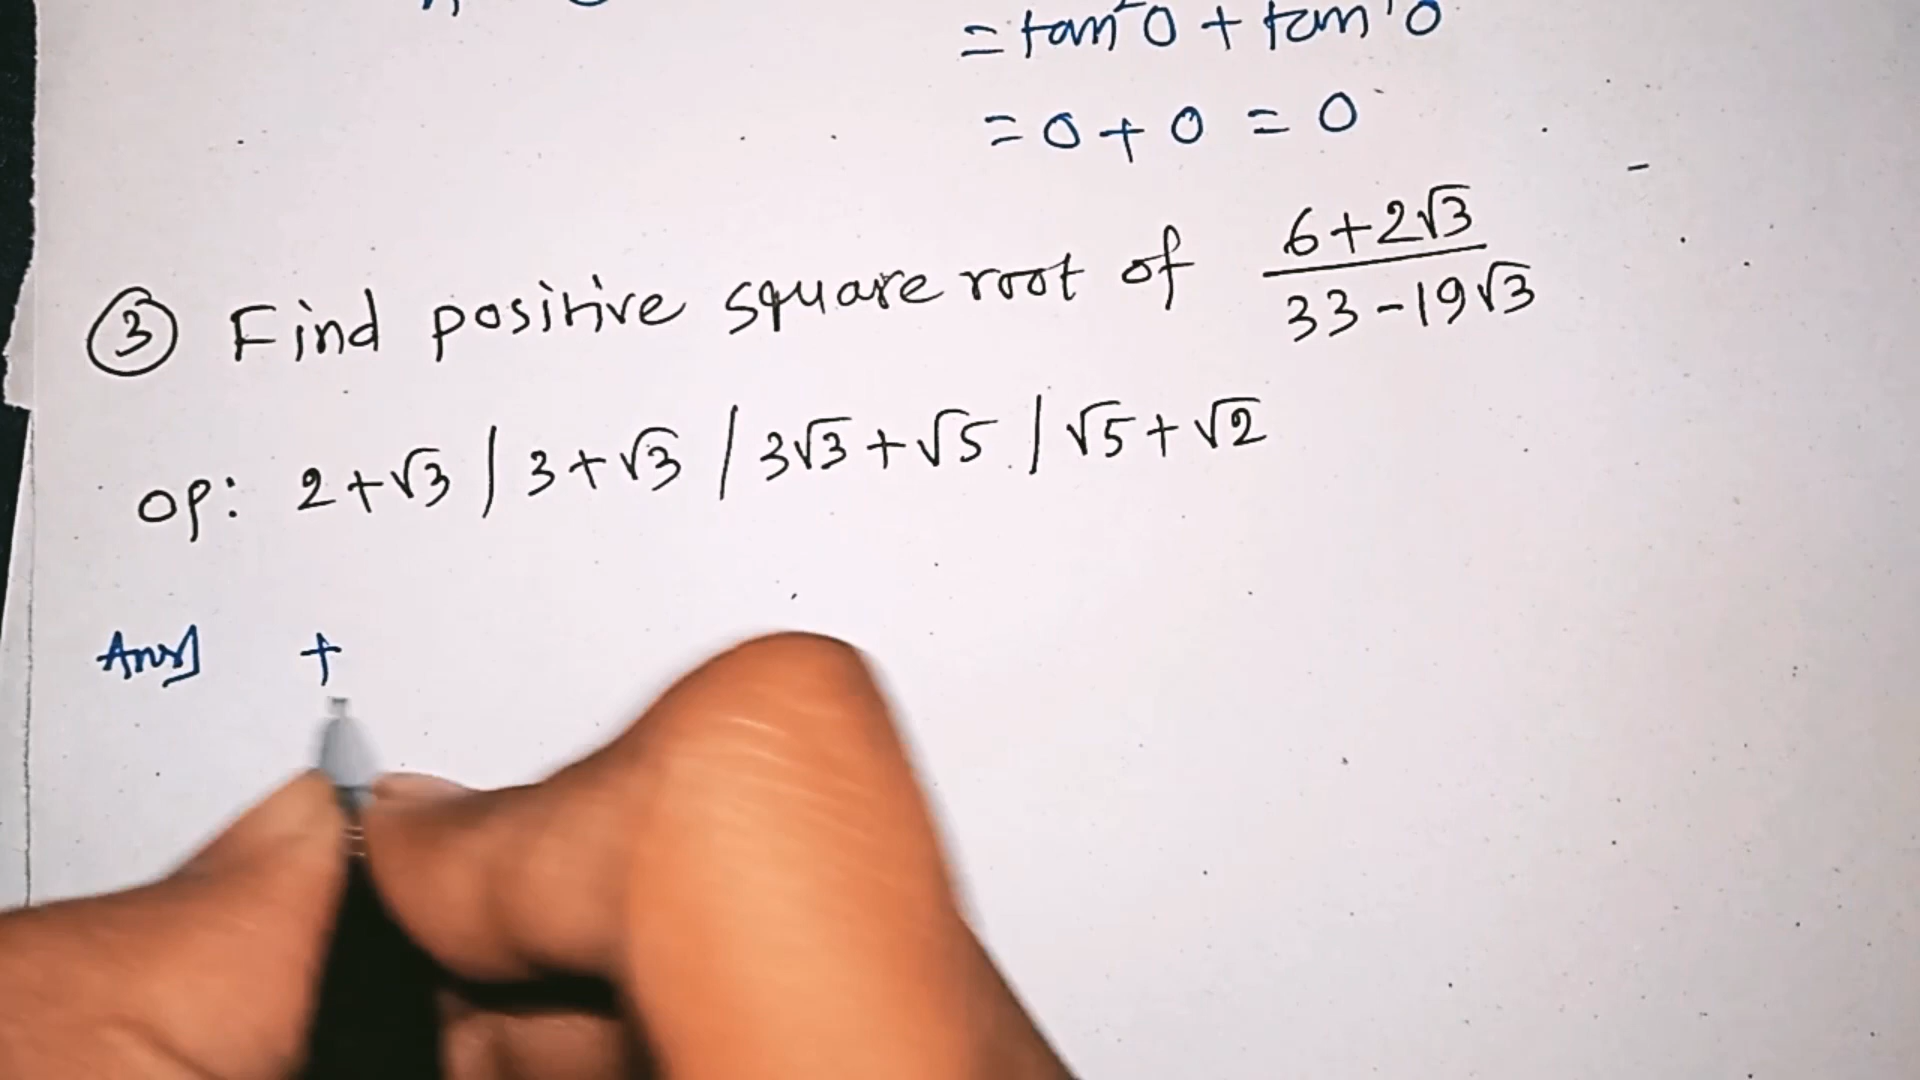 = tan²0 + tan¹0
= 0 + 0 = 0
③ Find positive square root of (6+2√3)/(33-19√3)
op: 2+√3 / 3+√3 / 3√3+√5 / √5+√2
Ans) +